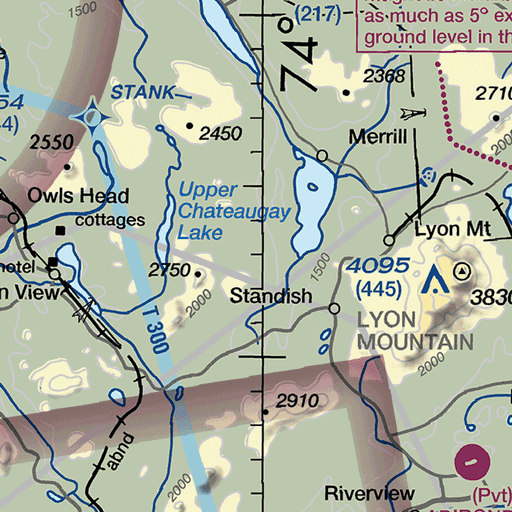 1500
(217)
74°
as much as 5° ex
ground level in th
STANK
2368
2710
2550
2450
Merrill
2000
Owls Head
cottages
Upper
Chateaugay
Lake
Lyon Mt
hotel
n View
2750
2000
1500
4095
(445)
3830
Standish
T 300
LYON
MOUNTAIN
2000
2910
abnd
2000
Riverview
(Pvt)